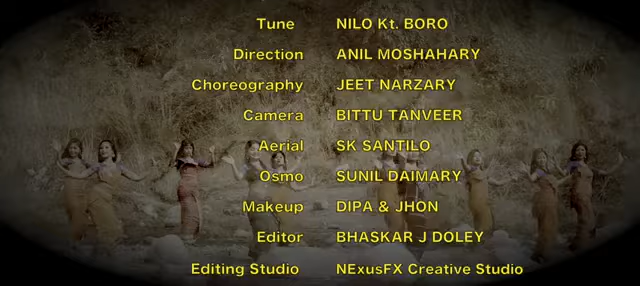 Tune NILO Kt. BORO
Direction ANIL MOSHAHARY
Choreography JEET NARZARY
Camera BITTU TANVEER
Aerial SK SANTILO
Osmo SUNIL DAIMARY
Makeup DIPA & JHON
Editor BHASKAR J DOLEY
Editing Studio NExusFX Creative Studio